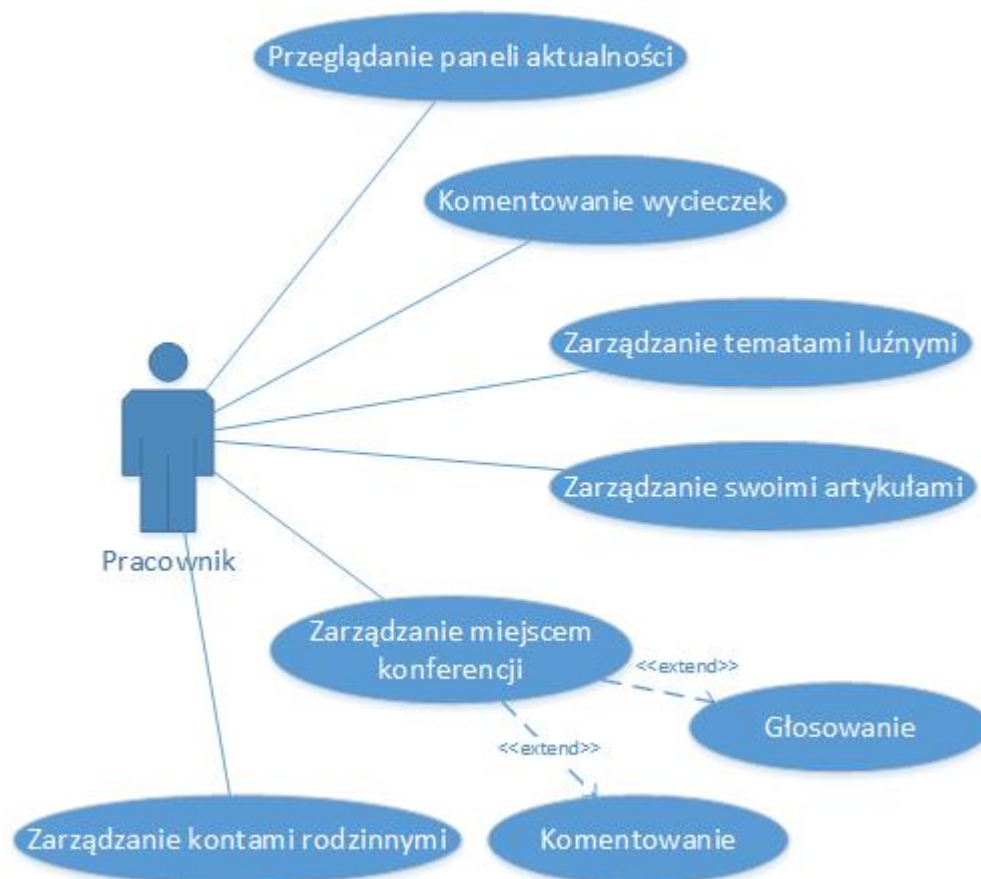 Przeglądanie paneli aktualności
Komentowanie wycieczek
Zarządzanie tematami luźnymi
Zarządzanie swoimi artykułami
Pracownik
Zarządzanie miejscem
konferencji
<<extend>>
Głosowanie
<<extend>>
Zarządzanie kontami rodzinnymi
Komentowanie